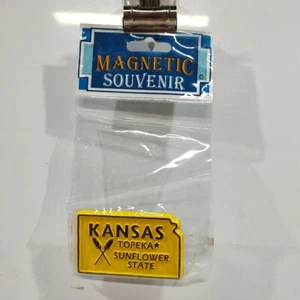 MAGNETIC
SOUVENIR
KANSAS
TOPEKA★
SUNFLOWER
STATE